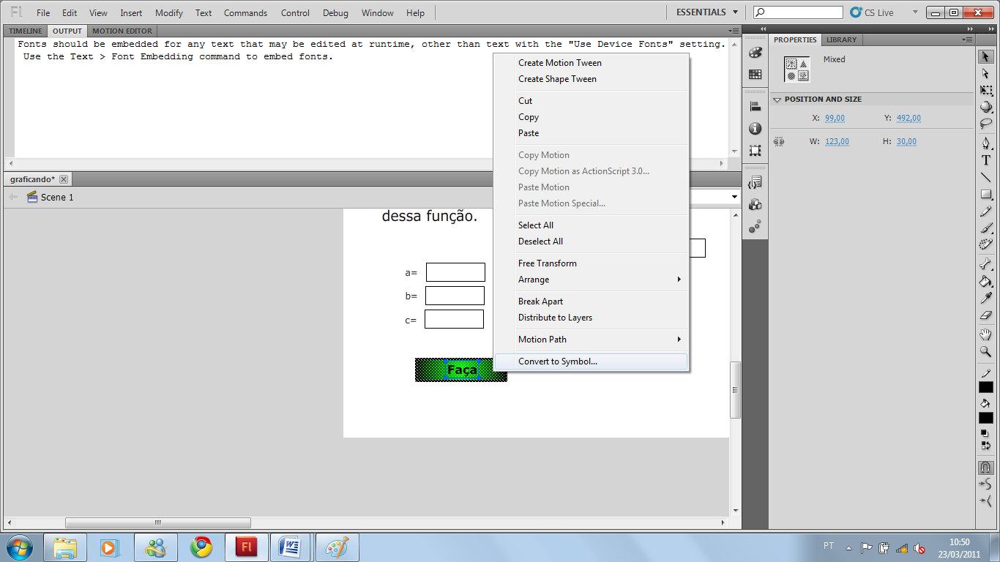 Fl File Edit View Insert Modify Text Commands Control Debug Window Help ESSENTIALS CS Live
TIMELINE OUTPUT MOTION EDITOR
Fonts should be embedded for any text that may be edited at runtime, other than text with the "Use Device Fonts" setting.
Use the Text > Font Embedding command to embed fonts.
PROPERTIES LIBRARY
Mixed
POSITION AND SIZE
X: 99,00 Y: 492,00
W: 123,00 H: 30,00
Create Motion Tween
Create Shape Tween
Cut
Copy
Paste
Copy Motion
Copy Motion as ActionScript 3.0...
Paste Motion
Paste Motion Special...
Select All
Deselect All
Free Transform
Arrange
Break Apart
Distribute to Layers
Motion Path
Convert to Symbol...
graficando*
Scene 1
dessa função.
a=
b=
c=
Faça
T
Fl
W
PT
10:50
23/03/2011